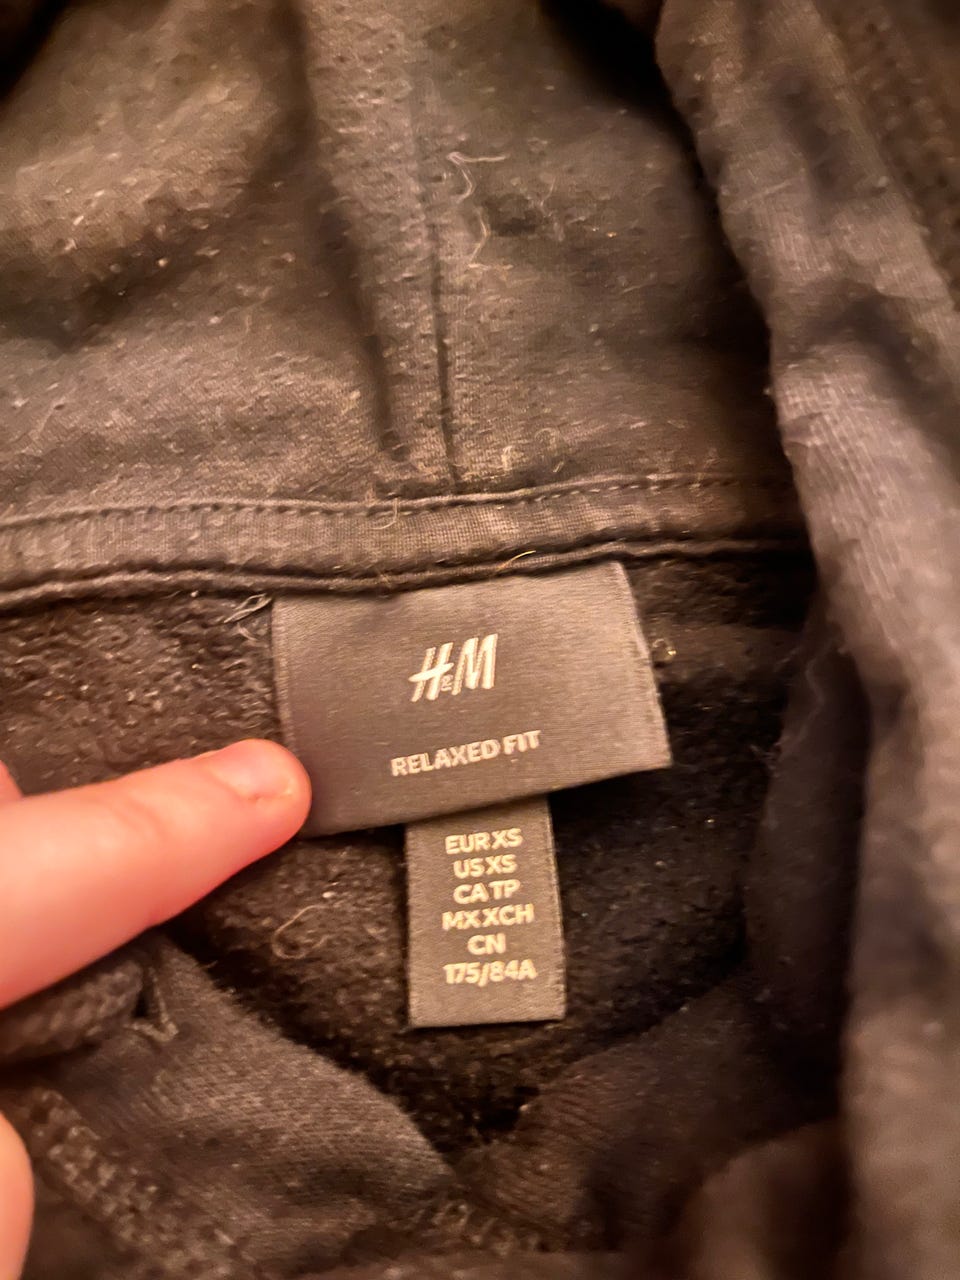 H&M
RELAXED FIT
EUR XS
US XS
CA TP
MX XCH
CN
175/84A